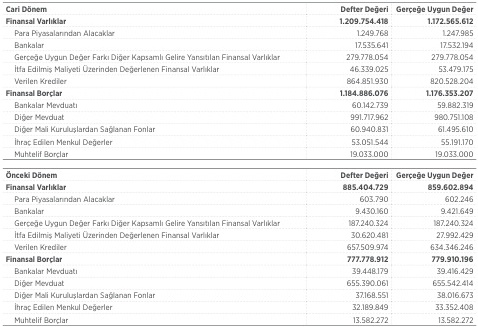 Cari Dönem Defter Değeri Gerçeğe Uygun Değer
Finansal Varlıklar 1.209.754.418 1.172.565.612
Para Piyasalarından Alacaklar 1.249.768 1.247.985
Bankalar 17.535.641 17.532.194
Gerçeğe Uygun Değer Farkı Diğer Kapsamlı Gelire Yansıtılan Finansal Varlıklar 279.778.054 279.778.054
İtfa Edilmiş Maliyeti Üzerinden Değerlenen Finansal Varlıklar 46.339.025 53.479.175
Verilen Krediler 864.851.930 820.528.204
Finansal Borçlar 1.184.886.076 1.176.353.207
Bankalar Mevduatı 60.142.739 59.882.319
Diğer Mevduat 991.717.962 980.751.108
Diğer Mali Kuruluşlardan Sağlanan Fonlar 60.940.831 61.495.610
İhraç Edilen Menkul Değerler 53.051.544 55.191.170
Muhtelif Borçlar 19.033.000 19.033.000
Önceki Dönem Defter Değeri Gerçeğe Uygun Değer
Finansal Varlıklar 885.404.729 859.602.894
Para Piyasalarından Alacaklar 603.790 602.246
Bankalar 9.430.160 9.421.649
Gerçeğe Uygun Değer Farkı Diğer Kapsamlı Gelire Yansıtılan Finansal Varlıklar 187.240.324 187.240.324
İtfa Edilmiş Maliyeti Üzerinden Değerlenen Finansal Varlıklar 30.620.481 27.992.429
Verilen Krediler 657.509.974 634.346.246
Finansal Borçlar 777.778.912 779.910.196
Bankalar Mevduatı 39.448.179 39.416.429
Diğer Mevduat 655.390.061 655.542.414
Diğer Mali Kuruluşlardan Sağlanan Fonlar 37.168.551 38.016.673
İhraç Edilen Menkul Değerler 32.189.849 33.352.408
Muhtelif Borçlar 13.582.272 13.582.272